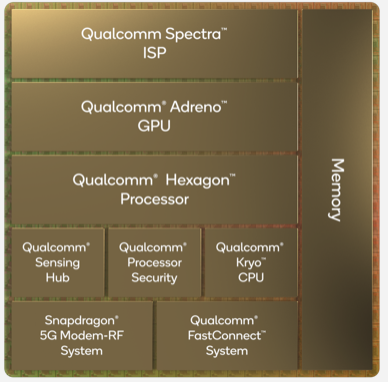 Qualcomm Spectra™
ISP
Qualcomm® Adreno™
GPU
Qualcomm® Hexagon™
Processor
Qualcomm®
Sensing
Hub
Qualcomm®
Processor
Security
Qualcomm®
Kryo™
CPU
Snapdragon®
5G Modem-RF
System
Qualcomm®
FastConnect™
System
Memory